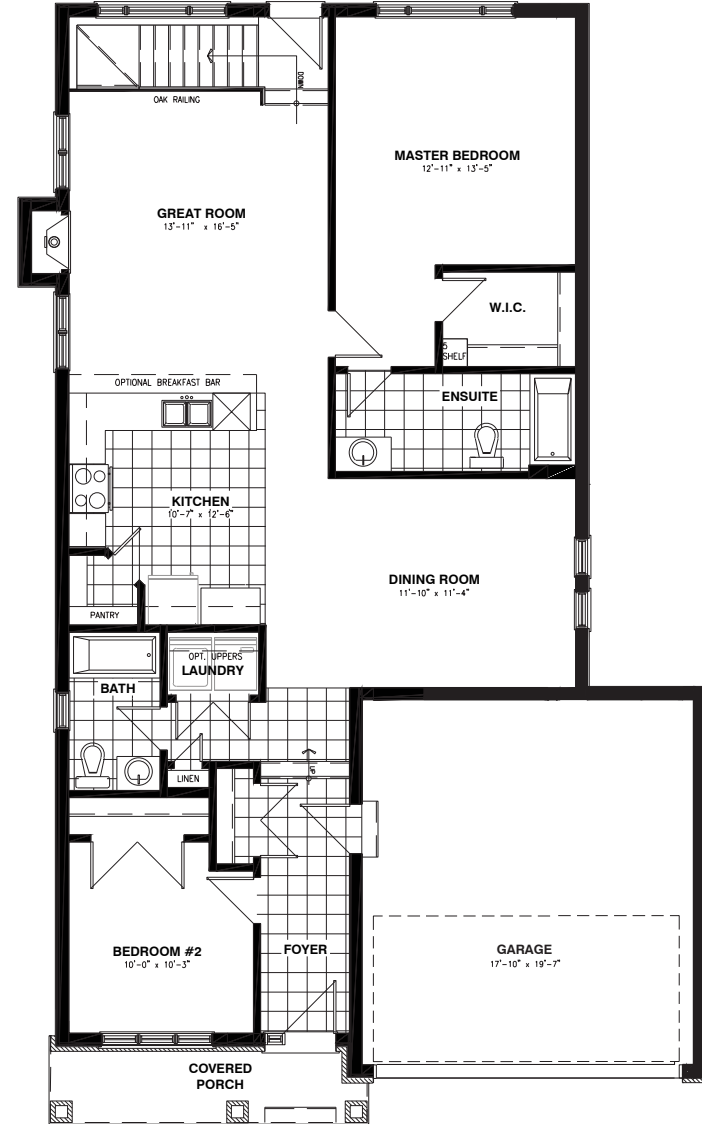 DOWN
OAK RAILING
MASTER BEDROOM
12'-11" x 13'-5"
GREAT ROOM
13'-11" x 16'-5"
W.I.C.
5
SHELF
OPTIONAL BREAKFAST BAR
ENSUITE
KITCHEN
10'-7" x 12'-6"
DINING ROOM
11'-10" x 11'-4"
PANTRY
OPT. UPPERS
LAUNDRY
BATH
UP
LINEN
BEDROOM #2
10'-0" x 10'-3"
FOYER
GARAGE
17'-10" x 19'-7"
COVERED
PORCH